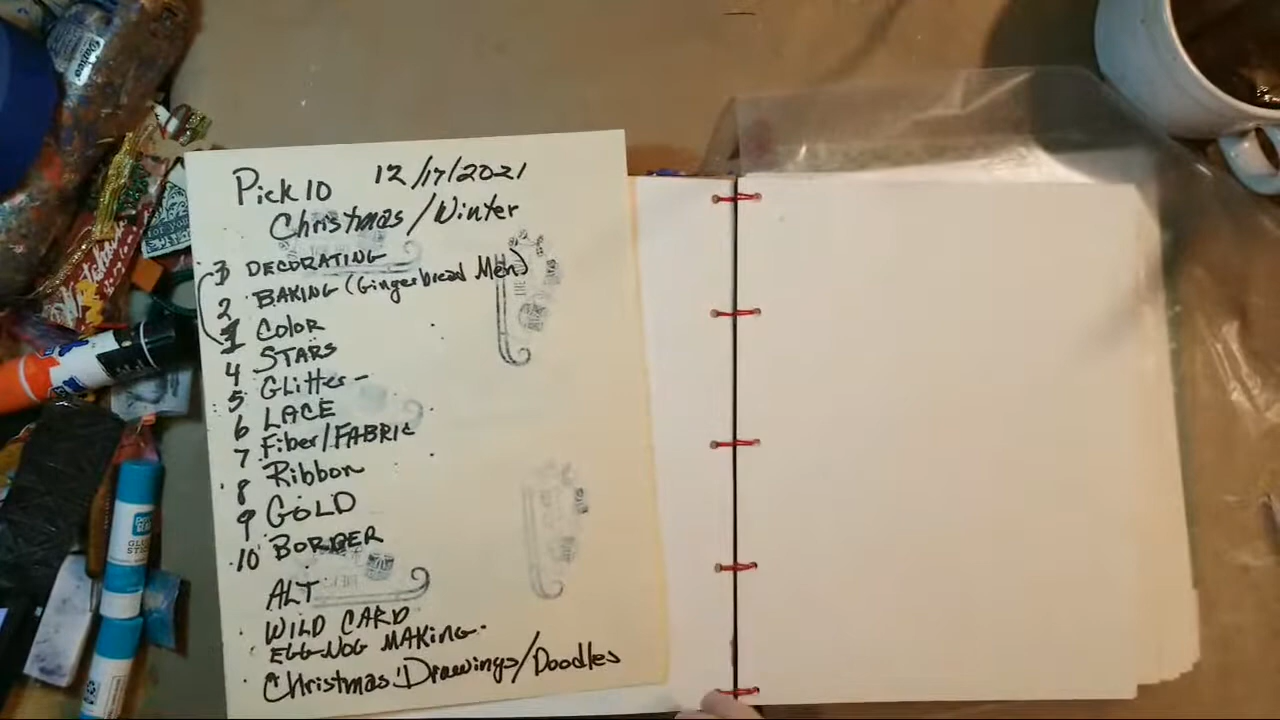 Pick 10 12/17/2021
Christmas/Winter
3 DECORATING
2 BAKING (Gingerbread Men)
1 Color
4 STARS
5 Glitter-
6 LACE
7 Fiber/FABRIC
8 Ribbon
9 GOLD
10 BORDER
ALT
WILD CARD
EGG-NOG MAKing
Christmas Drawings/Doodles